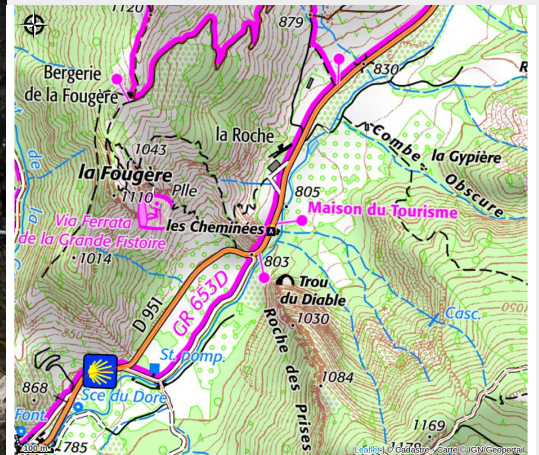 1120
879
Bergerie
de la Fougère
830
R
la Roche
Combe
Obscure
la Gypière
1043
la Fougère
Plle
1110
805
Maison du Tourisme
Via Ferrata
de la Grande Fistoire
les Cheminées
1014
803
Trou
du Diable
1030
D 951
GR 653D
Casc.
Roche des Prises
St. pomp.
1084
868
Sce du Dore
Font.
785
1169
1178
100 m
Leaflet | © Cadastre - Carte © IGN/Geoportail